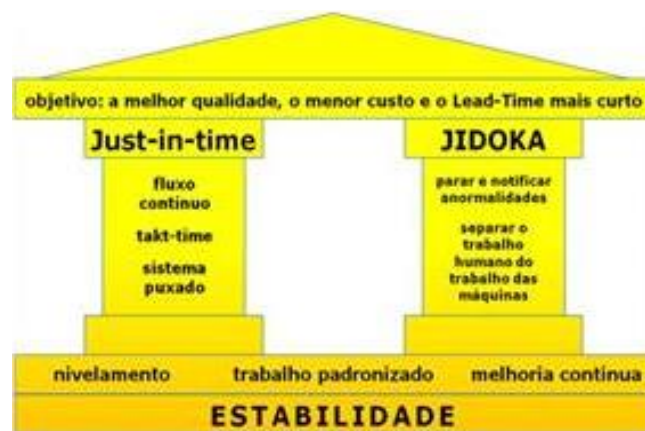 objetivo: a melhor qualidade, o menor custo e o Lead-Time mais curto
Just-in-time
fluxo
contínuo
takt-time
sistema
puxado
JIDOKA
parar e notificar
anormalidades
separar o
trabalho
humano do
trabalho das
máquinas
nivelamento trabalho padronizado melhoria contínua
ESTABILIDADE